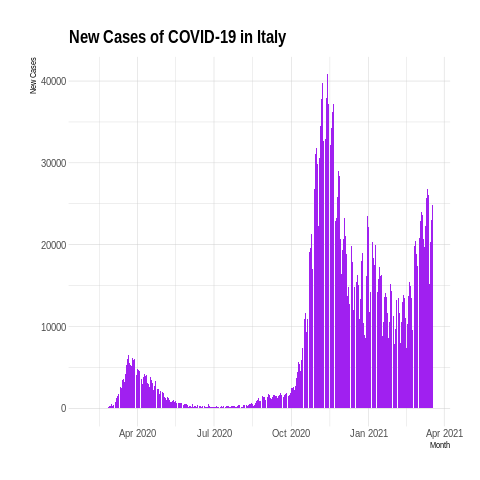 New Cases of COVID-19 in Italy
New Cases
40000
30000
20000
10000
0
Apr 2020 Jul 2020 Oct 2020 Jan 2021 Apr 2021
Month